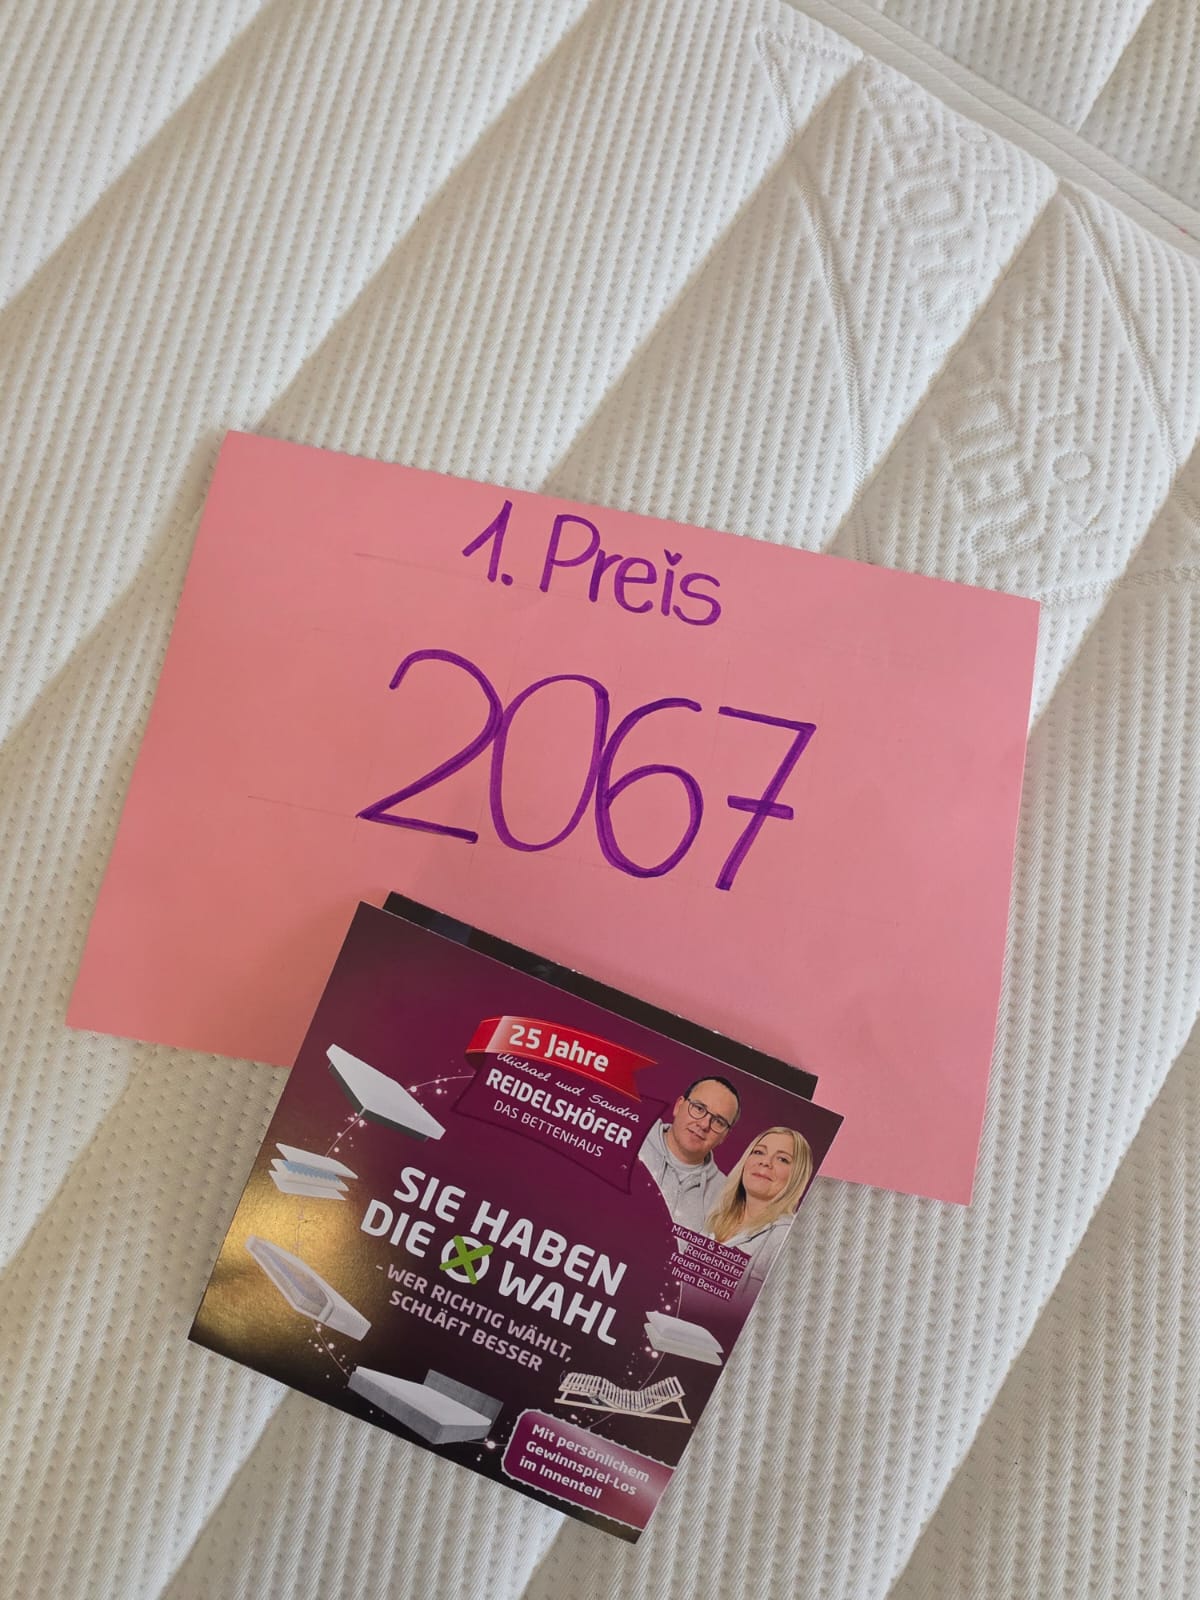 1. Preis
2067
25 Jahre
Michael und Sandra
REIDELSHÖFER
DAS BETTENHAUS
SIE HABEN
DIE WAHL
- WER RICHTIG WÄHLT,
SCHLÄFT BESSER
Michael & Sandra
Reidelshöfer
freuen sich auf
Ihren Besuch.
Mit persönlichem
Gewinnspiel-Los
im Innenteil